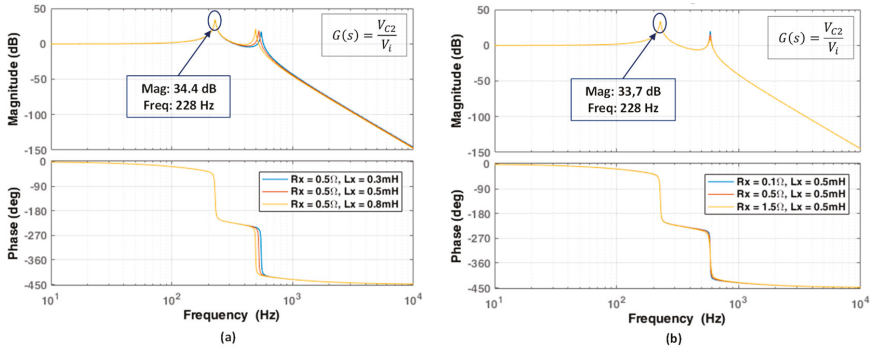 50
0
-50
-100
-150
Magnitude (dB)
G(s) = V_C2 / V_i
Mag: 34.4 dB
Freq: 228 Hz
0
-90
-180
-270
-360
-450
Phase (deg)
Rx = 0.5Ω, Lx = 0.3mH
Rx = 0.5Ω, Lx = 0.5mH
Rx = 0.5Ω, Lx = 0.8mH
10^1
10^2
10^3
10^4
Frequency (Hz)
(a)
50
0
-50
-100
-150
Magnitude (dB)
G(s) = V_C2 / V_i
Mag: 33,7 dB
Freq: 228 Hz
0
-90
-180
-270
-360
-450
Phase (deg)
Rx = 0.1Ω, Lx = 0.5mH
Rx = 0.5Ω, Lx = 0.5mH
Rx = 1.5Ω, Lx = 0.5mH
10^1
10^2
10^3
10^4
Frequency (Hz)
(b)